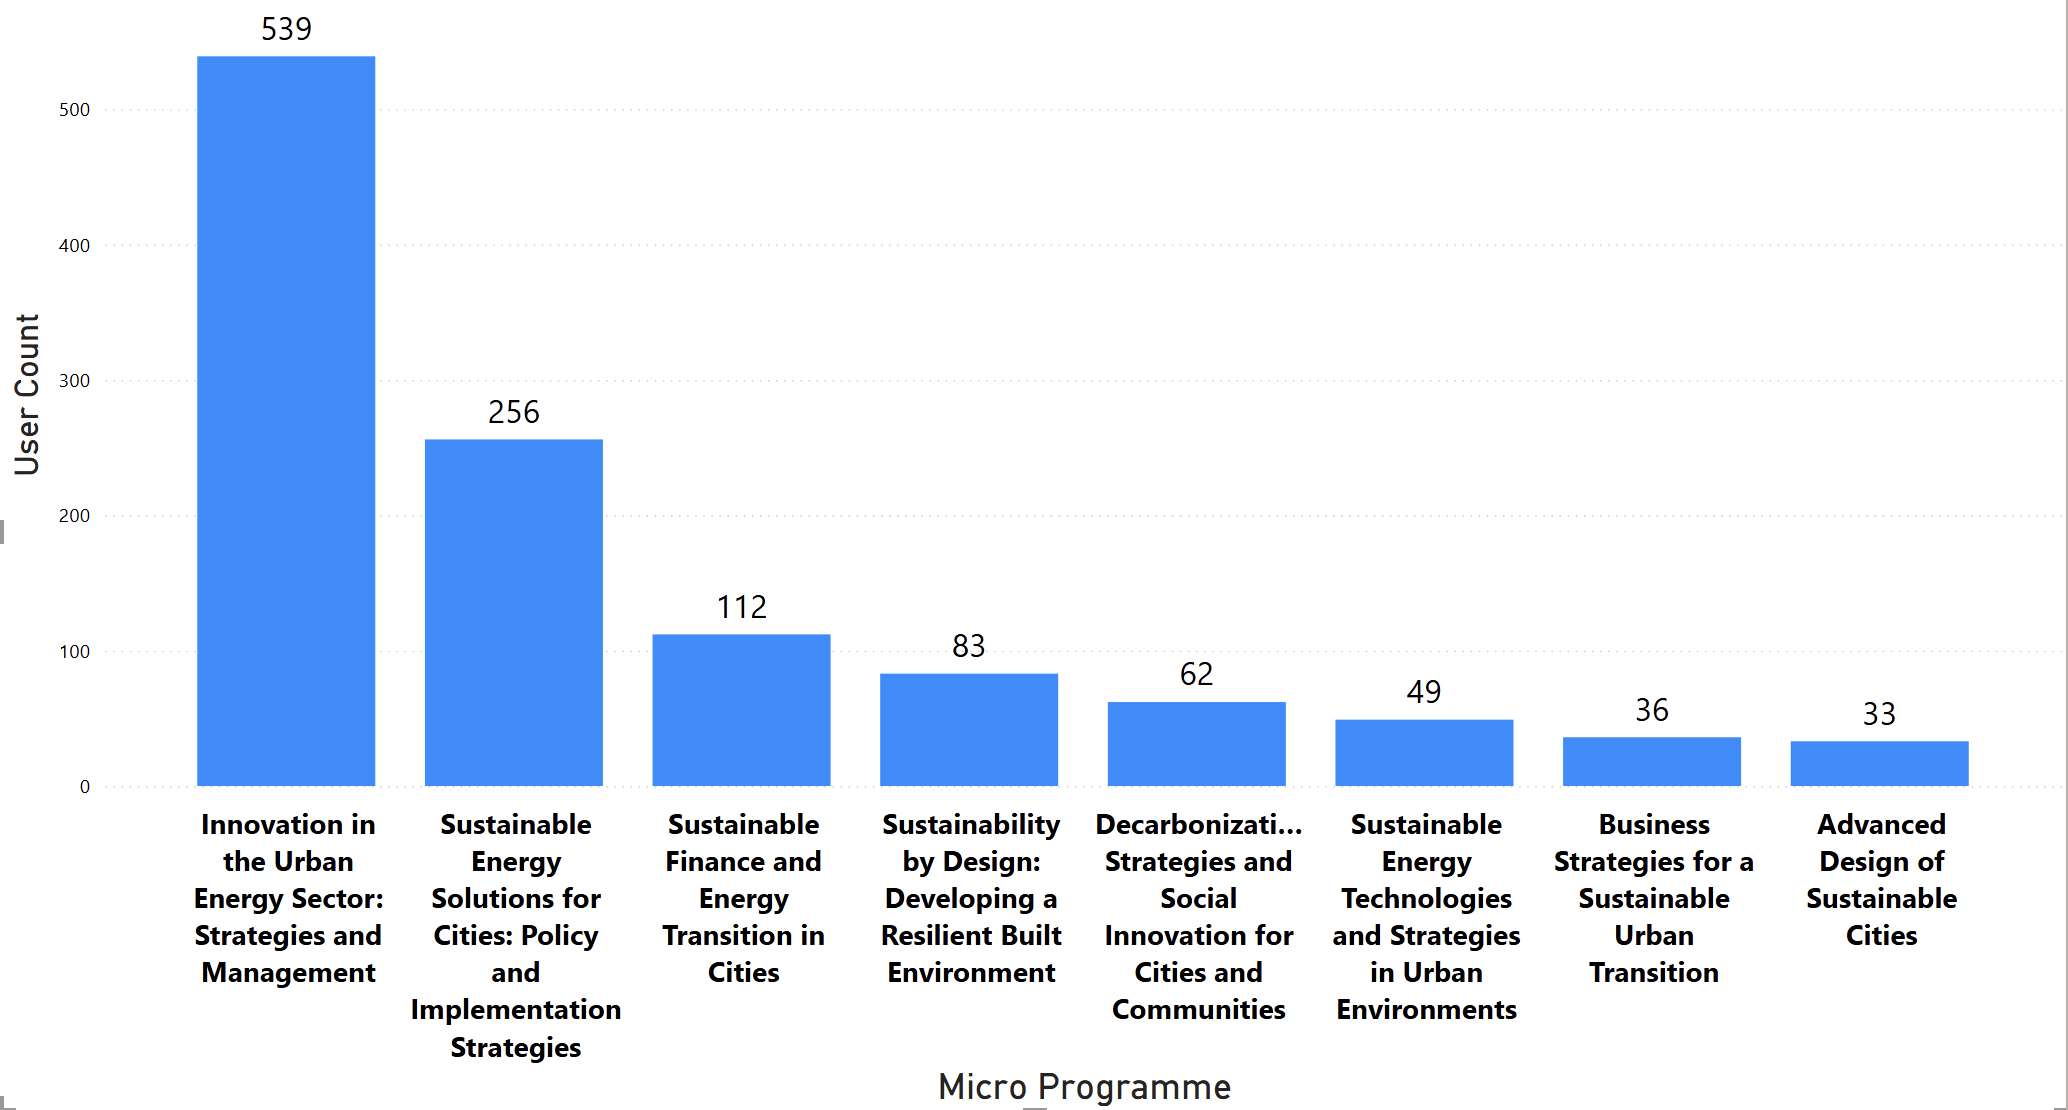 539
500
400
300
256
200
112
100
83
62
49
36
33
0
User Count
Innovation in
the Urban
Energy Sector:
Strategies and
Management
Sustainable
Energy
Solutions for
Cities: Policy
and
Implementation
Strategies
Sustainable
Finance and
Energy
Transition in
Cities
Sustainability
by Design:
Developing a
Resilient Built
Environment
Decarbonizati...
Strategies and
Social
Innovation for
Cities and
Communities
Sustainable
Energy
Technologies
and Strategies
in Urban
Environments
Business
Strategies for a
Sustainable
Urban
Transition
Advanced
Design of
Sustainable
Cities
Micro Programme